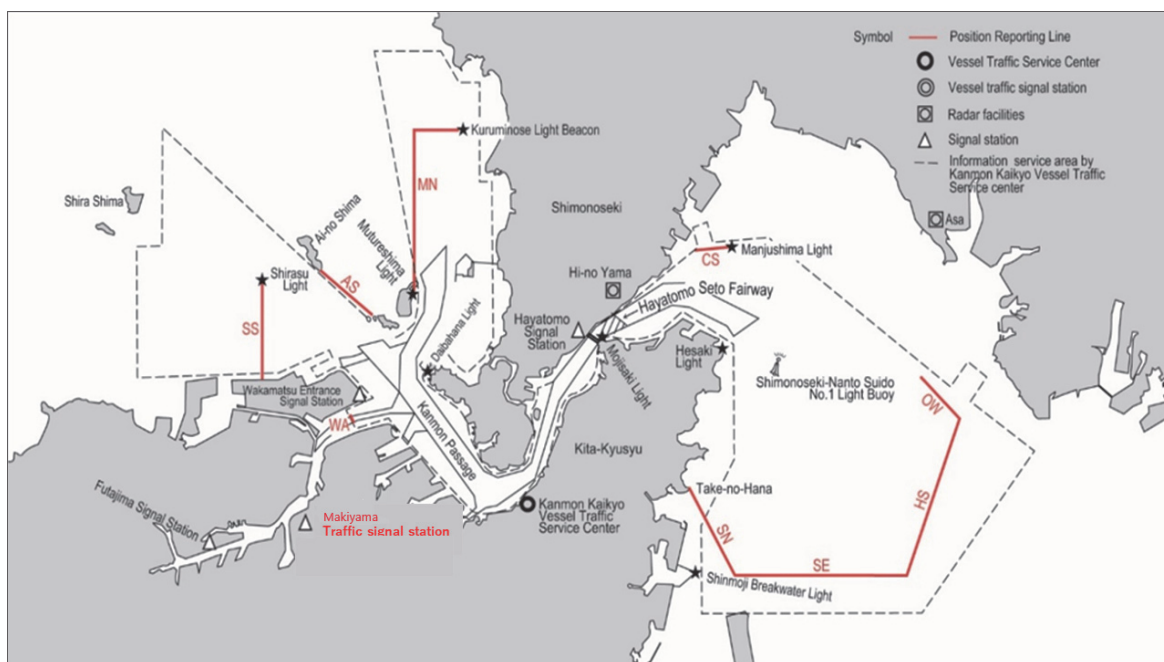 Symbol
Position Reporting Line
Vessel Traffic Service Center
Vessel traffic signal station
Radar facilities
Signal station
Information service area by
Kanmon Kaikyo Vessel Traffic
Service center
Kuruminose Light Beacon
MN
Shira Shima
Ai-no Shima
Mutureshima
Light
Shimonoseki
Asa
Shirasu
Light
AS
SS
CS
Manjushima Light
Hi-no Yama
Hayatomo Seto Fairway
Hayatomo
Signal
Station
Mojisaki Light
Daibahana Light
Hesaki
Light
Shimonoseki-Nanto Suido
No.1 Light Buoy
OW
Wakamatsu Entrance
Signal Station
WA
Kanmon Passage
Kita-Kyusyu
Take-no-Hana
HS
Futajima Signal Station
Makiyama
Traffic signal station
Kanmon Kaikyo
Vessel Traffic
Service Center
SN
SE
Shinmoji Breakwater Light